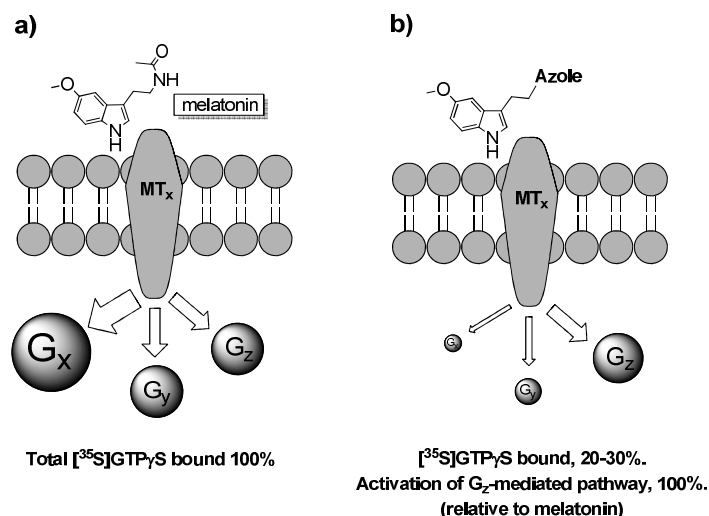 a)
O
NH
O
N
H
melatonin
MTx
Gx
Gy
Gz
Total [35S]GTPγS bound 100%
b)
Azole
O
N
H
MTx
Gx
Gy
Gz
[35S]GTPγS bound, 20-30%.
Activation of Gz-mediated pathway, 100%.
(relative to melatonin)